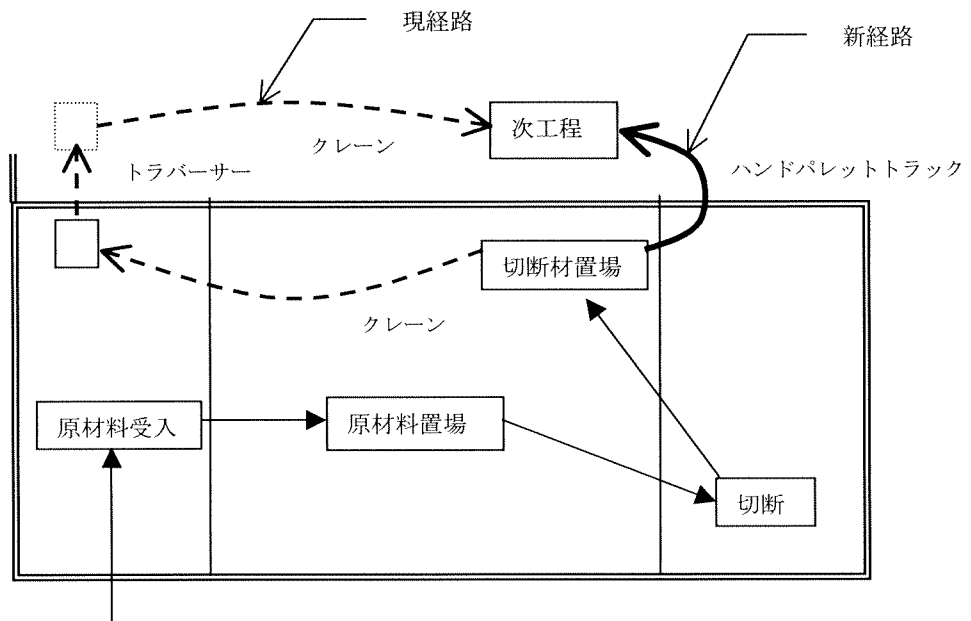 現経路
新経路
次工程
クレーン
トラバーサー
ハンドパレットトラック
切断材置場
クレーン
原材料受入
原材料置場
切断